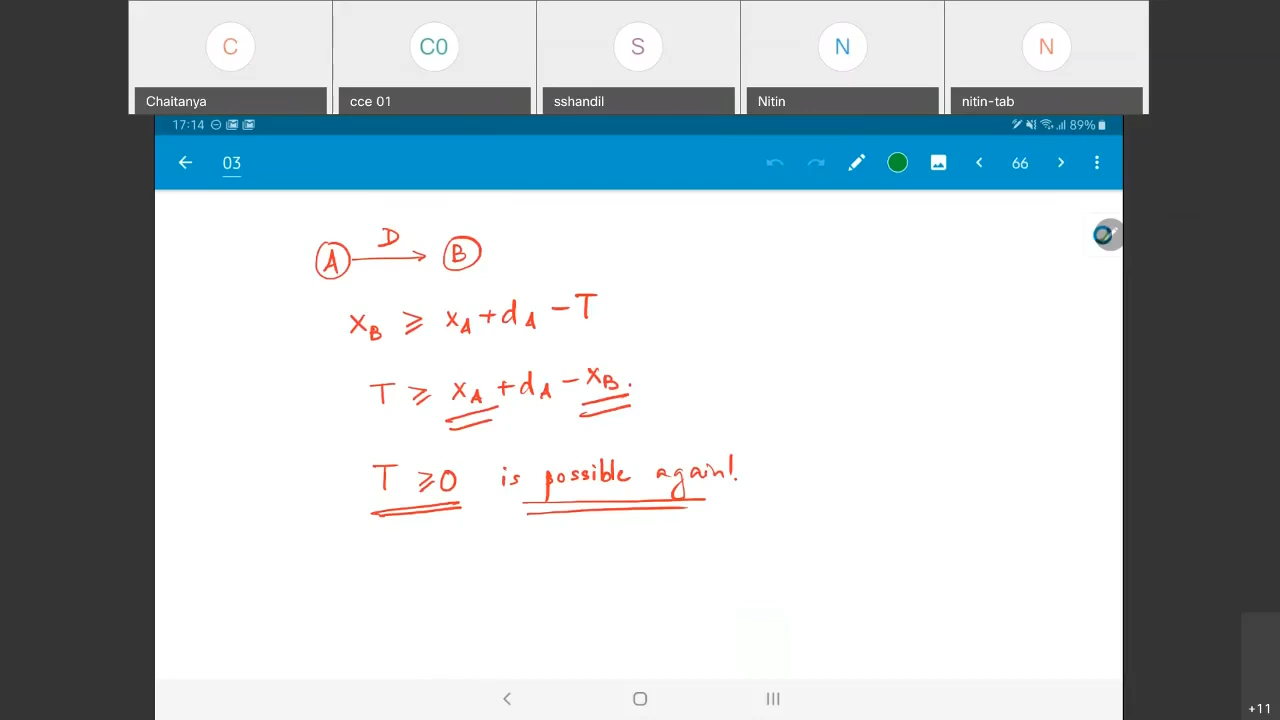 C
C0
S
N
N
Chaitanya
cce 01
sshandil
Nitin
nitin-tab
17:14
89%
03
66
A D B
x_B ⩾ x_A + d_A - T
T ⩾ x_A + d_A - x_B.
T ⩾ 0 is possible again!
+11